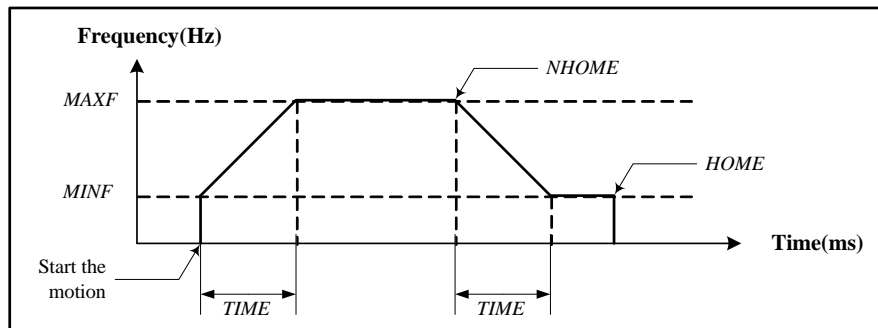 Frequency(Hz)
NHOME
MAXF
HOME
MINF
Time(ms)
Start the
motion
TIME
TIME